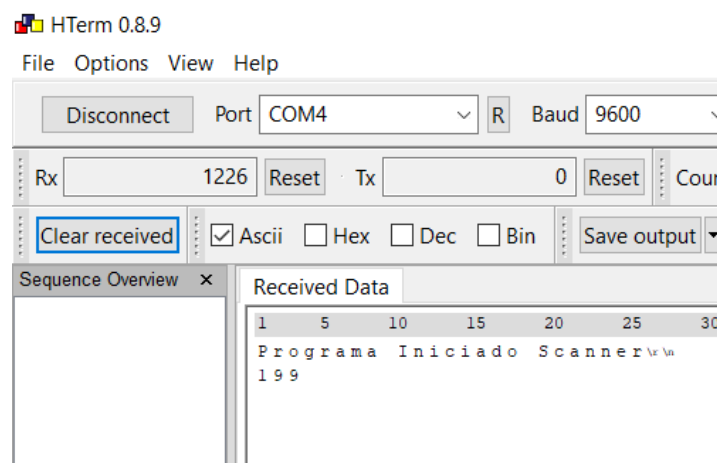 HTerm 0.8.9
File Options View Help
Disconnect Port COM4 R Baud 9600
Rx 1226 Reset Tx 0 Reset Cour
Clear received Ascii Hex Dec Bin Save output
Sequence Overview × Received Data
1 5 10 15 20 25 30
Programa Iniciado Scanner\r\n
199